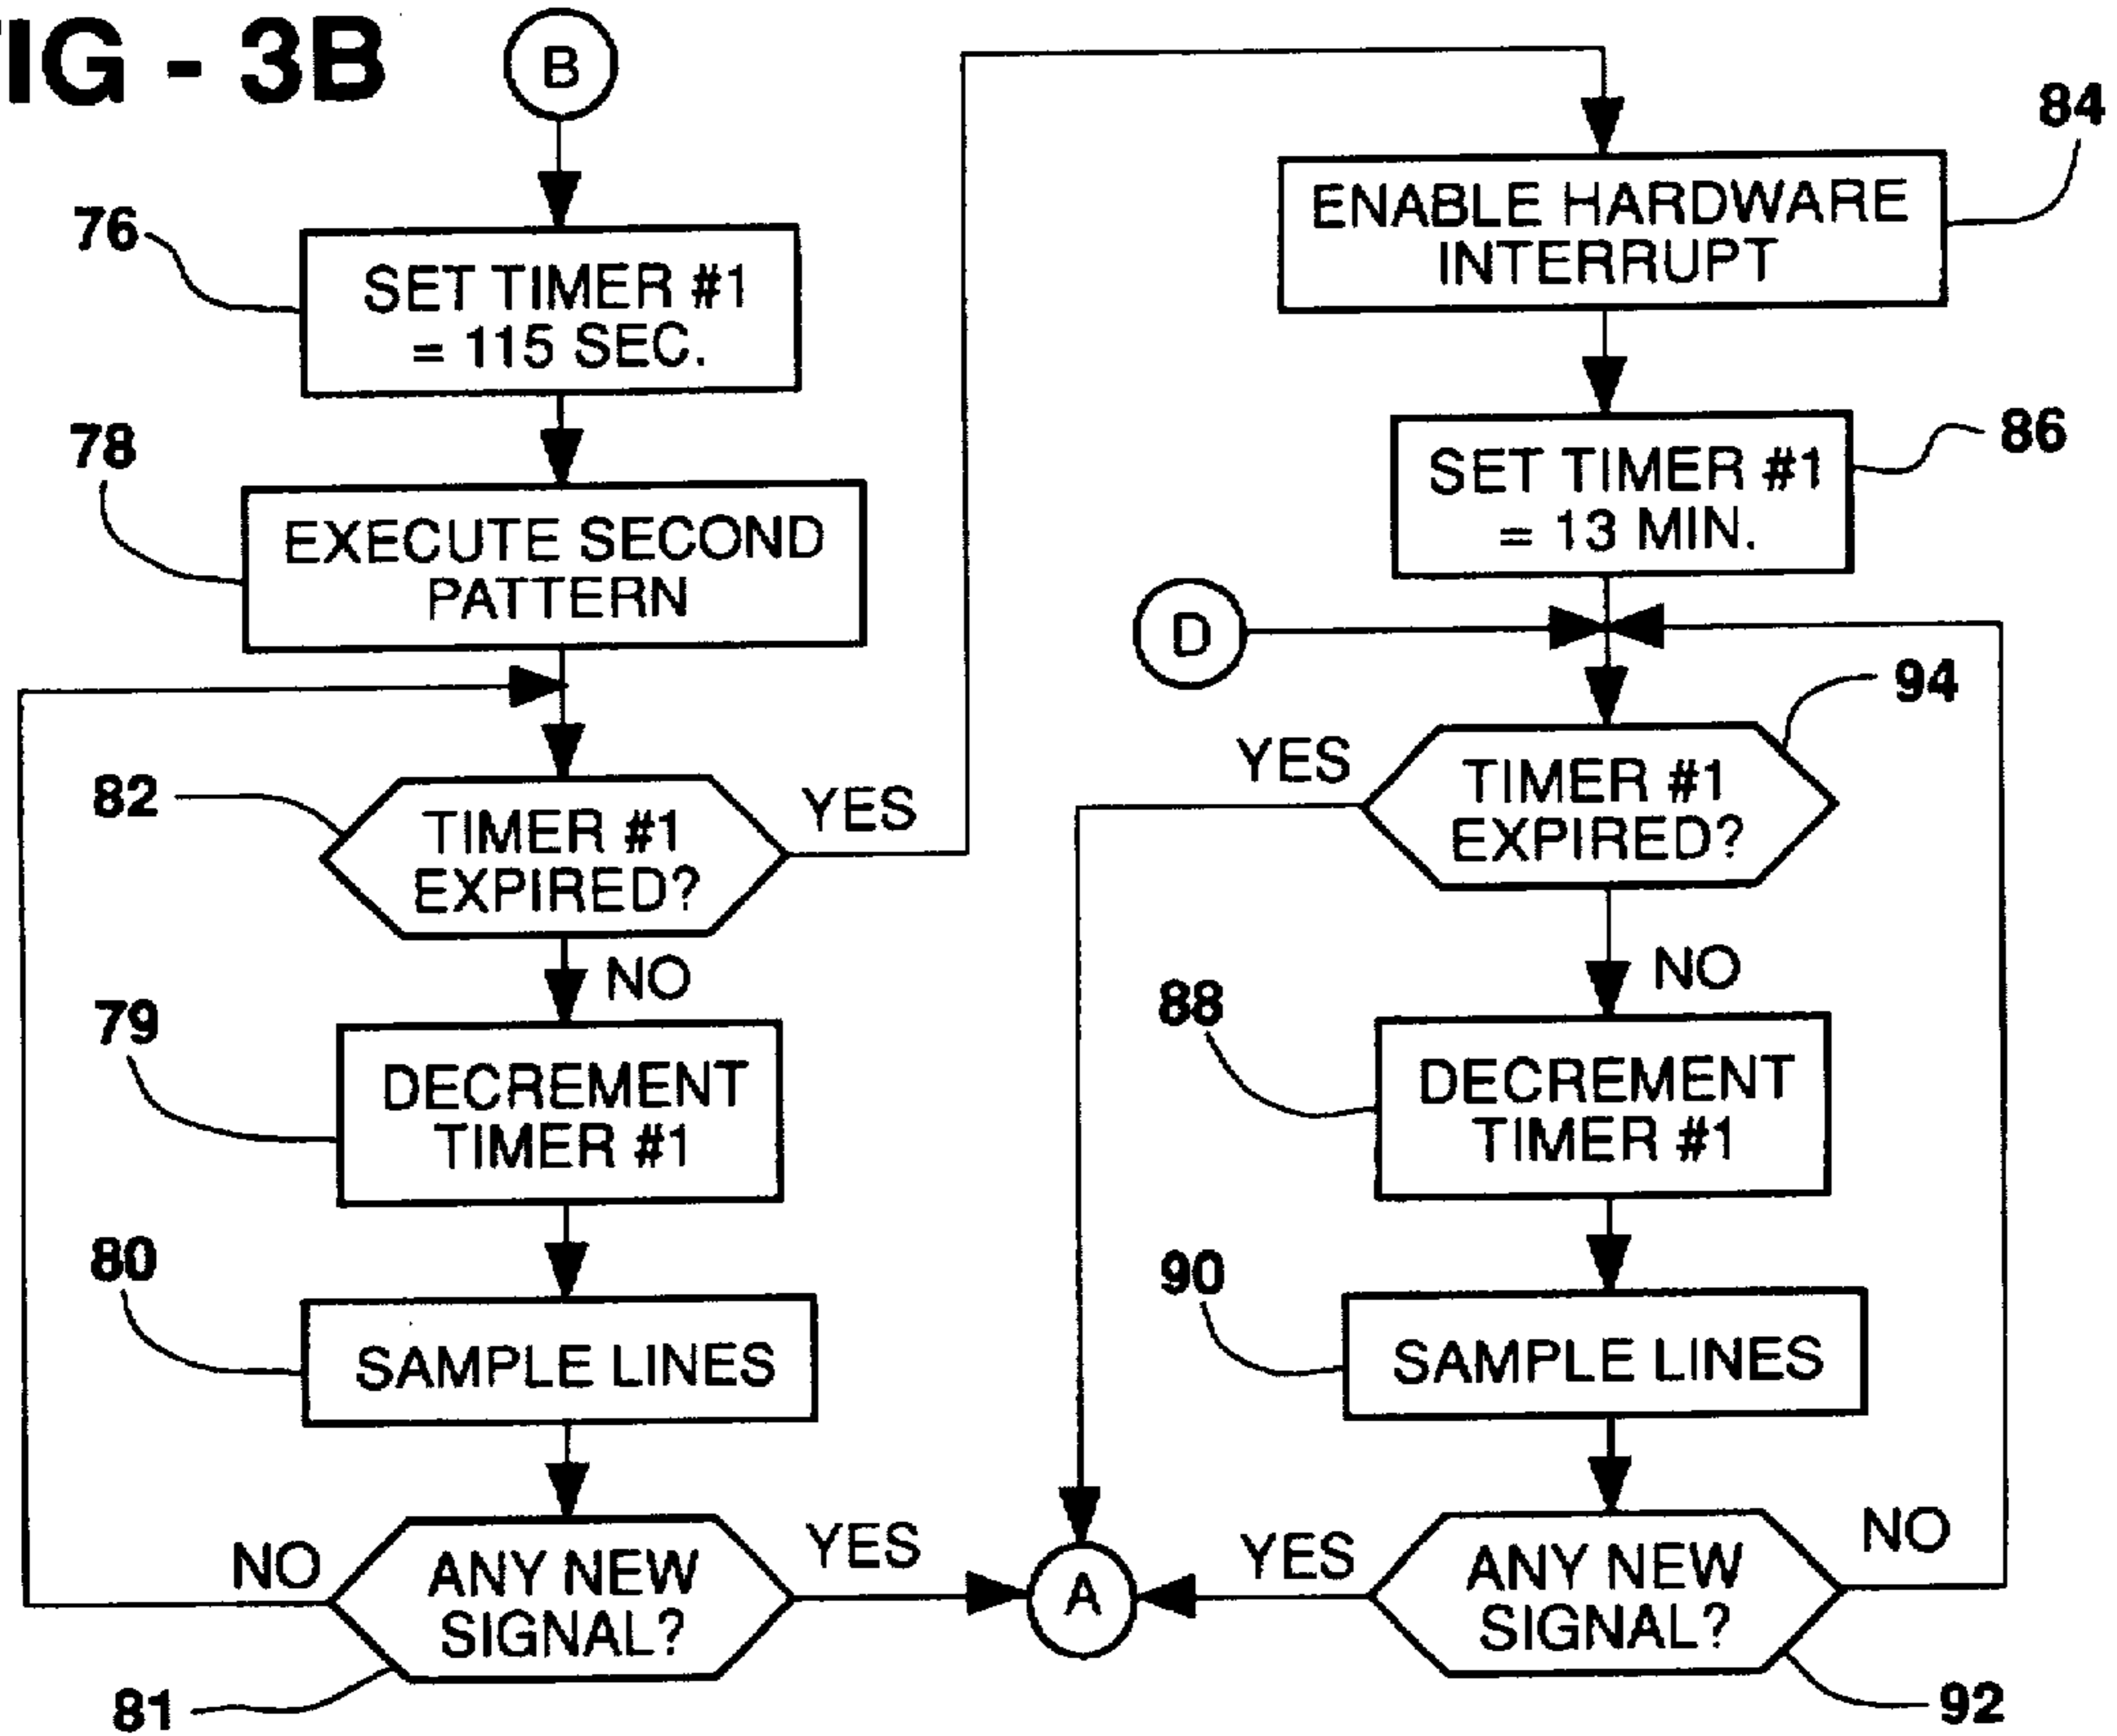 IG - 3B
B
76
SET TIMER #1
= 115 SEC.
78
EXECUTE SECOND
PATTERN
82
TIMER #1
EXPIRED?
YES
NO
79
DECREMENT
TIMER #1
80
SAMPLE LINES
NO
ANY NEW
SIGNAL?
YES
81
A
84
ENABLE HARDWARE
INTERRUPT
86
SET TIMER #1
= 13 MIN.
D
94
YES
TIMER #1
EXPIRED?
NO
88
DECREMENT
TIMER #1
90
SAMPLE LINES
YES
ANY NEW
SIGNAL?
NO
92